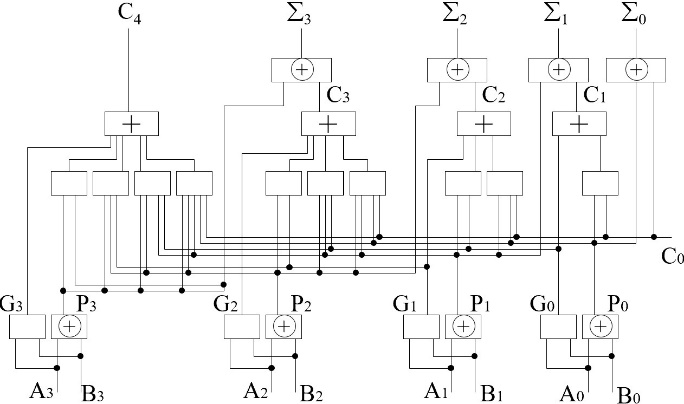 C4 Σ3 Σ2 Σ1 Σ0
+ + + +
C3 C2 C1
+ + + +
C0
G3 P3 G2 P2 G1 P1 G0 P0
+ + + +
A3 B3 A2 B2 A1 B1 A0 B0